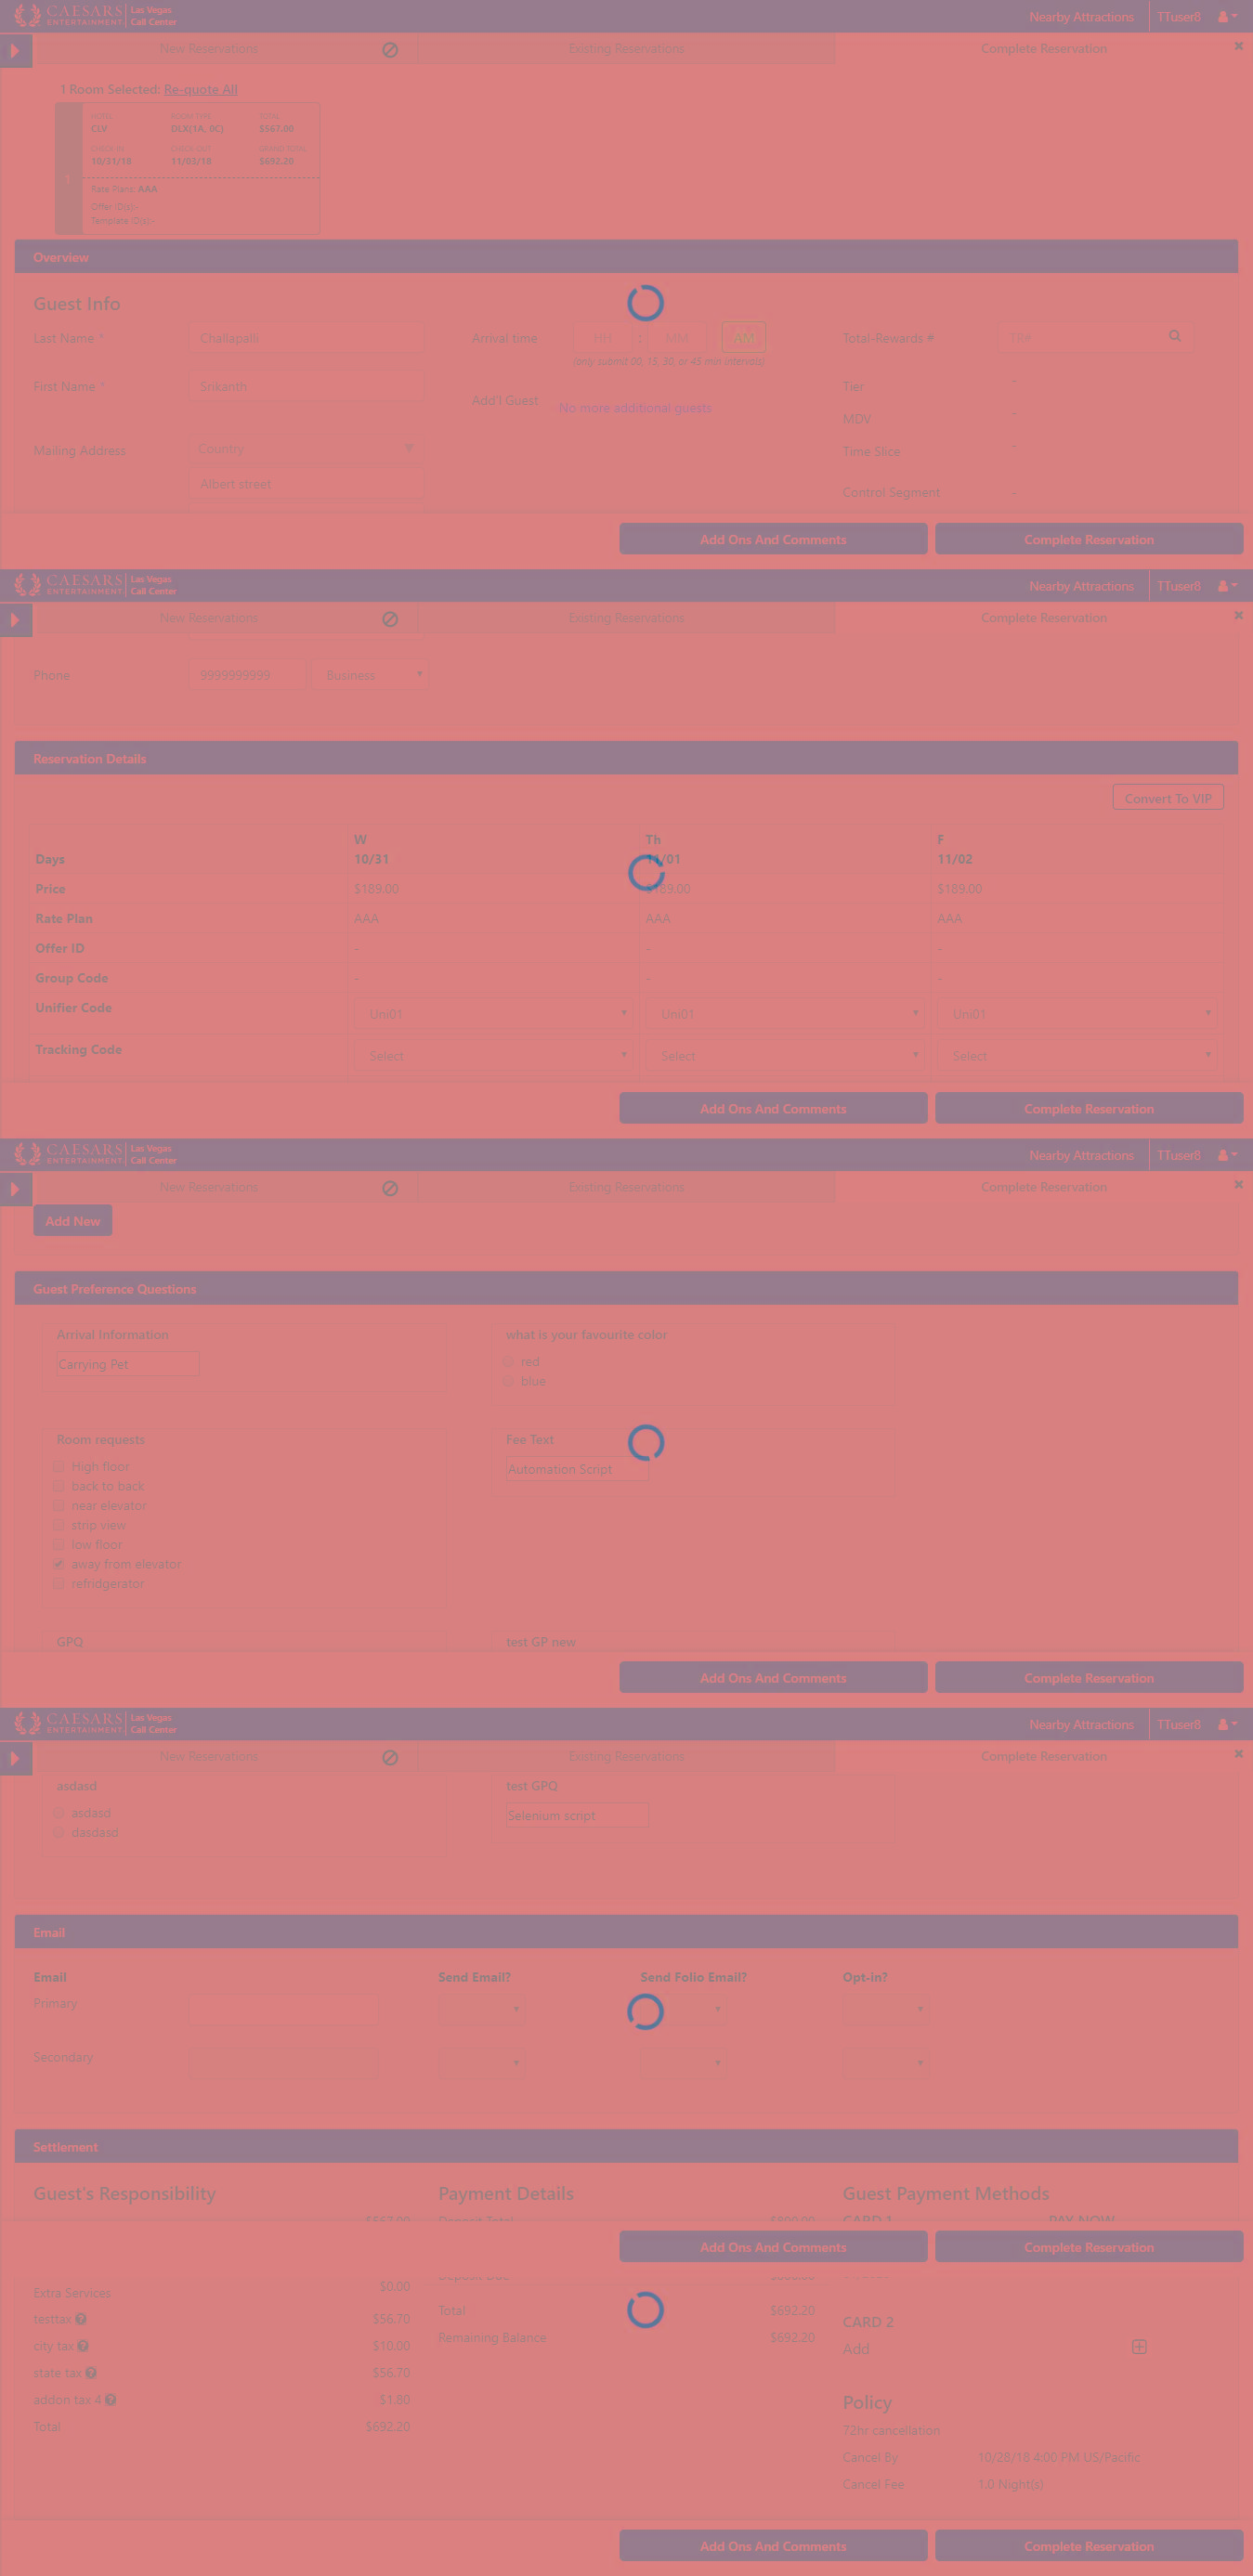 CAESARS ENTERTAINMENT Las Vegas Call Center Nearby Attractions TTuser8
New Reservations Existing Reservations Complete Reservation
1 Room Selected: Re-quote All
HOTEL ROOM TYPE TOTAL
CLV DLX(1A, 0C) $567.00
CHECK-IN CHECK-OUT GRAND TOTAL
10/31/18 11/03/18 $692.20
1
Rate Plans: AAA
Offer ID(s):-
Template ID(s):-
Overview
Guest Info
Last Name * Challapalli Arrival time HH : MM AM Total-Rewards # TR#
(only submit 00, 15, 30, or 45 min intervals)
First Name * Srikanth Tier -
Add'l Guest No more additional guests
MDV -
Mailing Address Country Time Slice -
Albert street
Control Segment -
Add Ons And Comments Complete Reservation
CAESARS ENTERTAINMENT Las Vegas Call Center Nearby Attractions TTuser8
New Reservations Existing Reservations Complete Reservation
Phone 9999999999 Business
Reservation Details
Convert To VIP
W Th F
Days 10/31 11/01 11/02
Price $189.00 $189.00 $189.00
Rate Plan AAA AAA AAA
Offer ID - - -
Group Code - - -
Unifier Code Uni01 Uni01 Uni01
Tracking Code Select Select Select
Add Ons And Comments Complete Reservation
CAESARS ENTERTAINMENT Las Vegas Call Center Nearby Attractions TTuser8
New Reservations Existing Reservations Complete Reservation
Add New
Guest Preference Questions
Arrival Information what is your favourite color
Carrying Pet red
blue
Room requests Fee Text
High floor Automation Script
back to back
near elevator
strip view
low floor
away from elevator
refridgerator
GPQ test GP new
Add Ons And Comments Complete Reservation
CAESARS ENTERTAINMENT Las Vegas Call Center Nearby Attractions TTuser8
New Reservations Existing Reservations Complete Reservation
asdasd test GPQ
asdasd Selenium script
dasdasd
Email
Email Send Email? Send Folio Email? Opt-in?
Primary
Secondary
Settlement
Guest's Responsibility Payment Details Guest Payment Methods
$567.00 Deposit Total CARD 1 PAY NOW
Add Ons And Comments Complete Reservation
Extra Services $0.00
testtax $56.70 Total $692.20
CARD 2
city tax $10.00 Remaining Balance $692.20
Add
state tax $56.70
addon tax 4 $1.80
Policy
Total $692.20
72hr cancellation
Cancel By 10/28/18 4:00 PM US/Pacific
Cancel Fee 1.0 Night(s)
Add Ons And Comments Complete Reservation